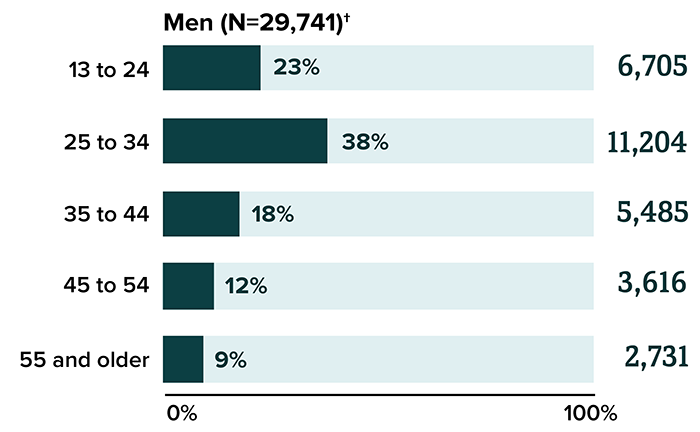 Men (N=29,741)†
13 to 24 23% 6,705
25 to 34 38% 11,204
35 to 44 18% 5,485
45 to 54 12% 3,616
55 and older 9% 2,731
0% 100%